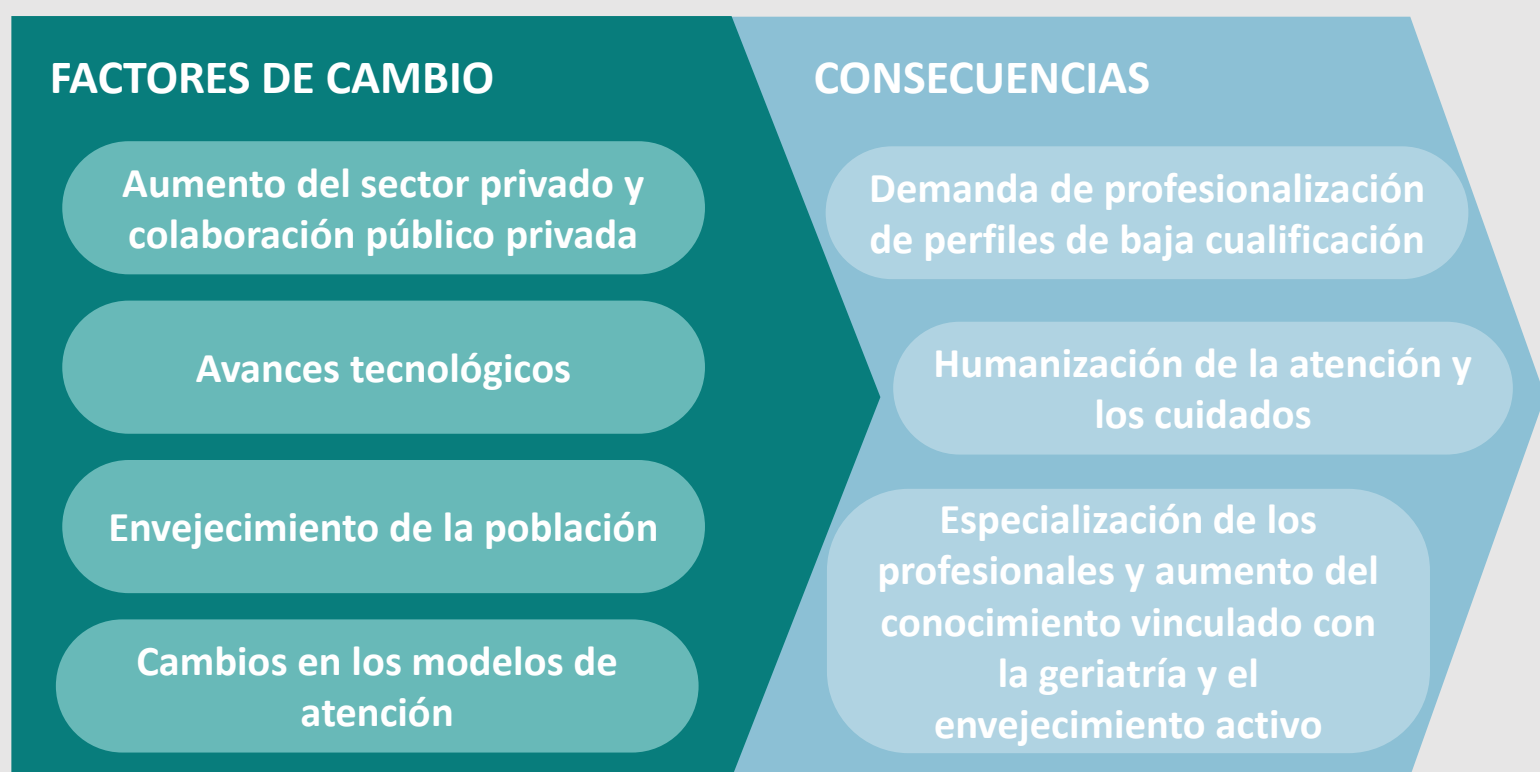 FACTORES DE CAMBIO
Aumento del sector privado y
colaboración público privada
Avances tecnológicos
Envejecimiento de la población
Cambios en los modelos de
atención
CONSECUENCIAS
Demanda de profesionalización
de perfiles de baja cualificación
Humanización de la atención y
los cuidados
Especialización de los
profesionales y aumento del
conocimiento vinculado con
la geriatría y el
envejecimiento activo